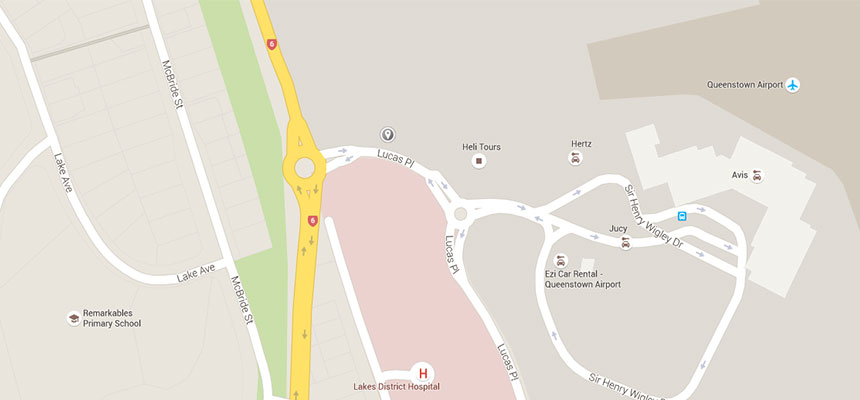 6
McBride St
Queenstown Airport
Heli Tours
Hertz
Lucas Pl
Lake Ave
Avis
Sir Henry Wigley Dr
6
Jucy
Lucas Pl
Lake Ave
Ezi Car Rental -
Queenstown Airport
McBride St
Remarkables
Primary School
Lucas Pl
H
Lakes District Hospital
Sir Henry Wigley D